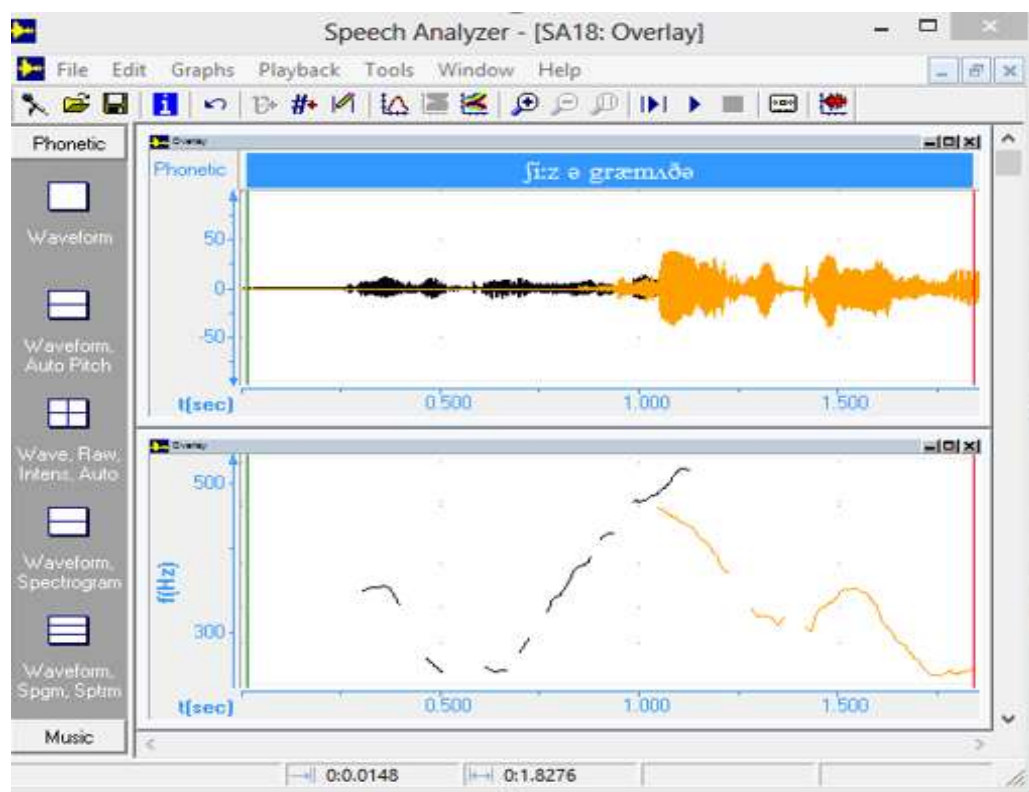 Speech Analyzer - [SA18: Overlay]
File Edit Graphs Playback Tools Window Help
Phonetic
Waveform
Waveform, Auto Pitch
Wave, Raw, Intens, Auto
Waveform, Spectrogram
Waveform, Spgm, Sptrm
Music
Overlay
Phonetic
ʃi:z ə græmʌðə
50
0
-50
t(sec)
0.500 1.000 1.500
Overlay
500
f(Hz)
300
t(sec)
0.500 1.000 1.500
0:0.0148 0:1.8276